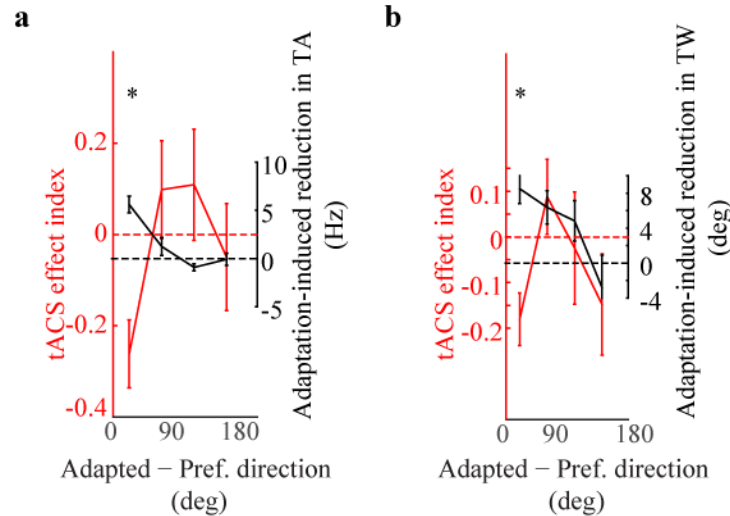 a
*
0.2
0
-0.2
-0.4
tACS effect index
10
5
0
-5
Adaptation-induced reduction in TA
(Hz)
0
90
180
Adapted − Pref. direction
(deg)
b
*
0.1
0
-0.1
-0.2
tACS effect index
8
4
0
-4
Adaptation-induced reduction in TW
(deg)
0
90
180
Adapted − Pref. direction
(deg)